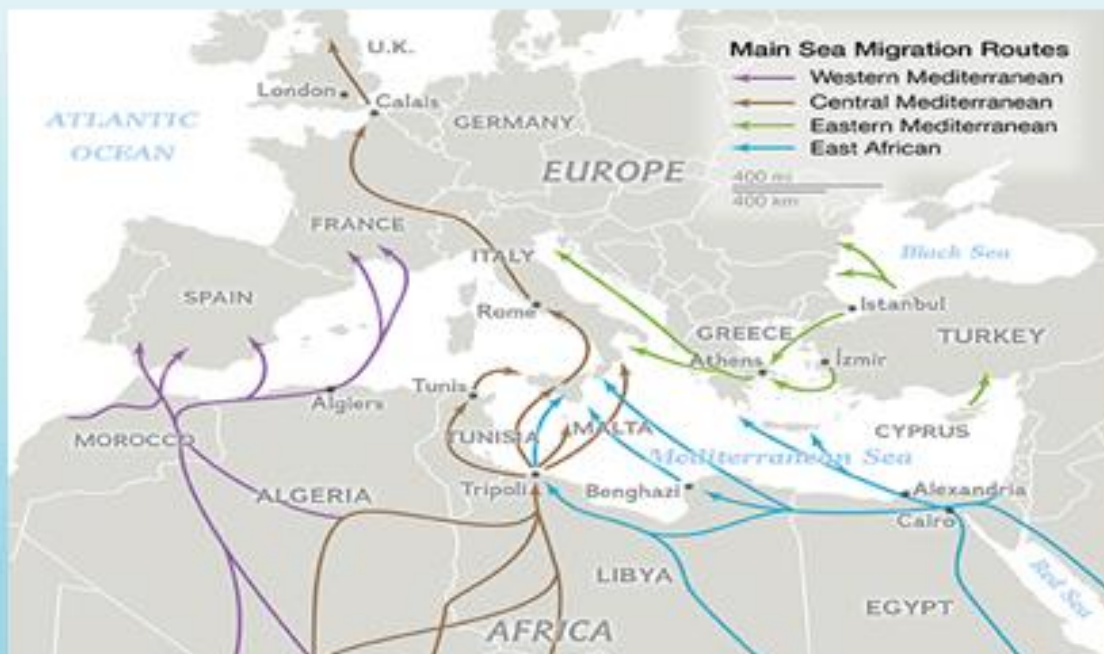 Main Sea Migration Routes
Western Mediterranean
Central Mediterranean
Eastern Mediterranean
East African
400 mi
400 km
U.K.
London
Calais
ATLANTIC
OCEAN
GERMANY
EUROPE
FRANCE
ITALY
Black Sea
SPAIN
Rome
Istanbul
GREECE
TURKEY
Athens
İzmir
Tunis
Algiers
MOROCCO
TUNISIA
MALTA
CYPRUS
Mediterranean Sea
ALGERIA
Tripoli
Benghazi
Alexandria
Cairo
LIBYA
EGYPT
Red Sea
AFRICA